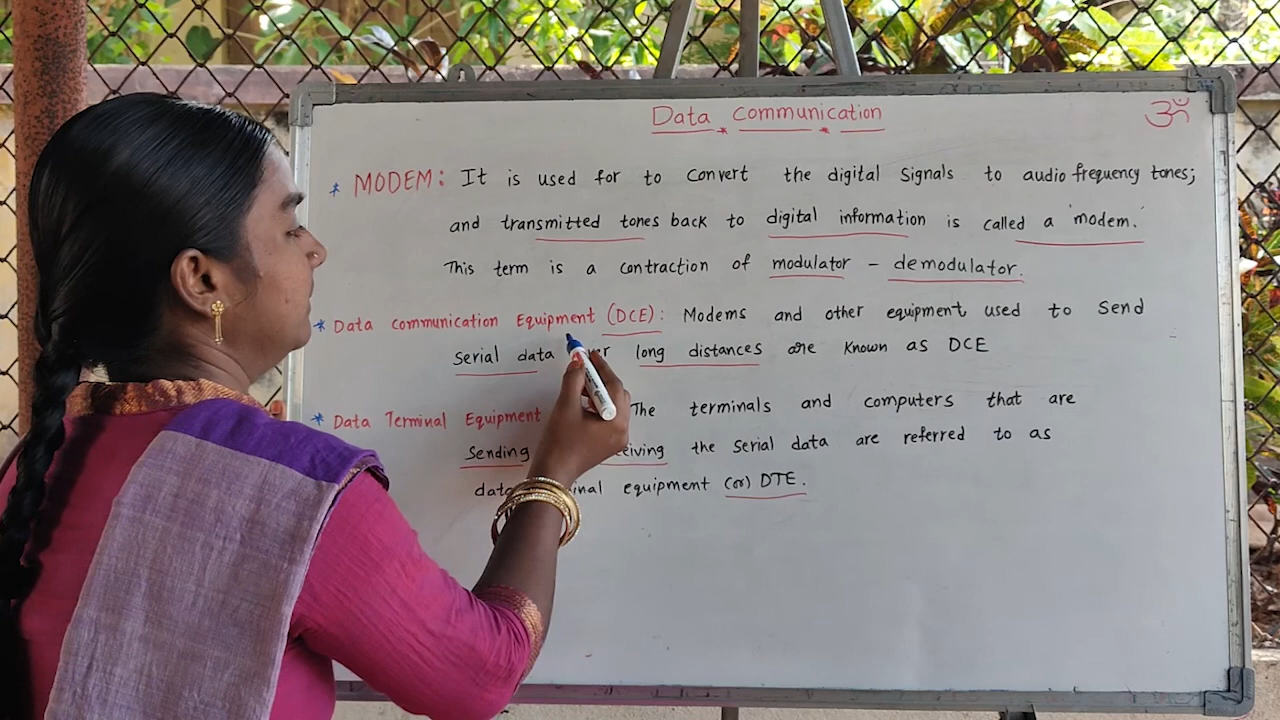 Data Communication
ॐ
* MODEM: It is used for to Convert the digital Signals to audio frequency tones;
and transmitted tones back to digital information is called a 'modem.'
This term is a contraction of modulator - demodulator.
* Data communication Equipment (DCE): Modems and other equipment used to Send
Serial data long distances are known as DCE
* Data Terminal Equipment The terminals and computers that are
Sending the Serial data are referred to as
equipment (or) DTE.